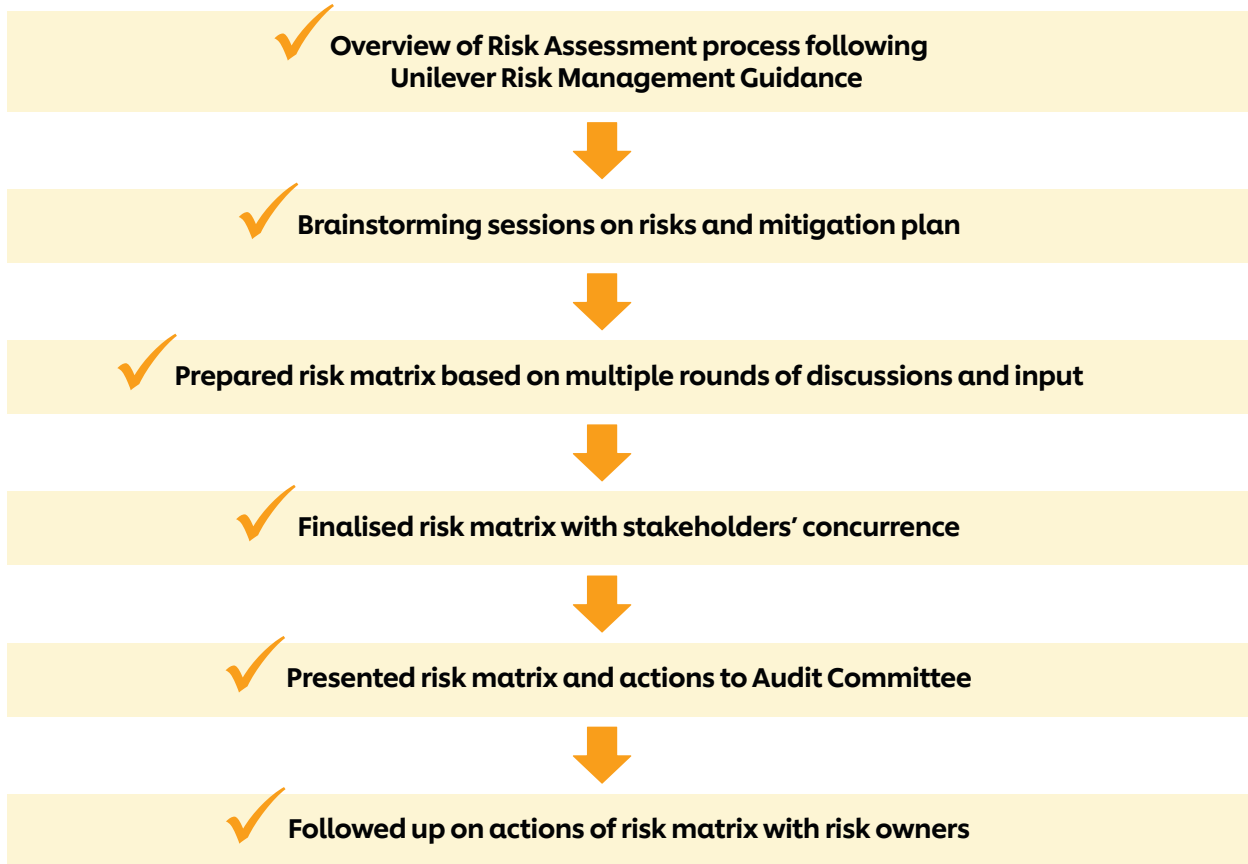 Overview of Risk Assessment process following
Unilever Risk Management Guidance
Brainstorming sessions on risks and mitigation plan
Prepared risk matrix based on multiple rounds of discussions and input
Finalised risk matrix with stakeholders’ concurrence
Presented risk matrix and actions to Audit Committee
Followed up on actions of risk matrix with risk owners